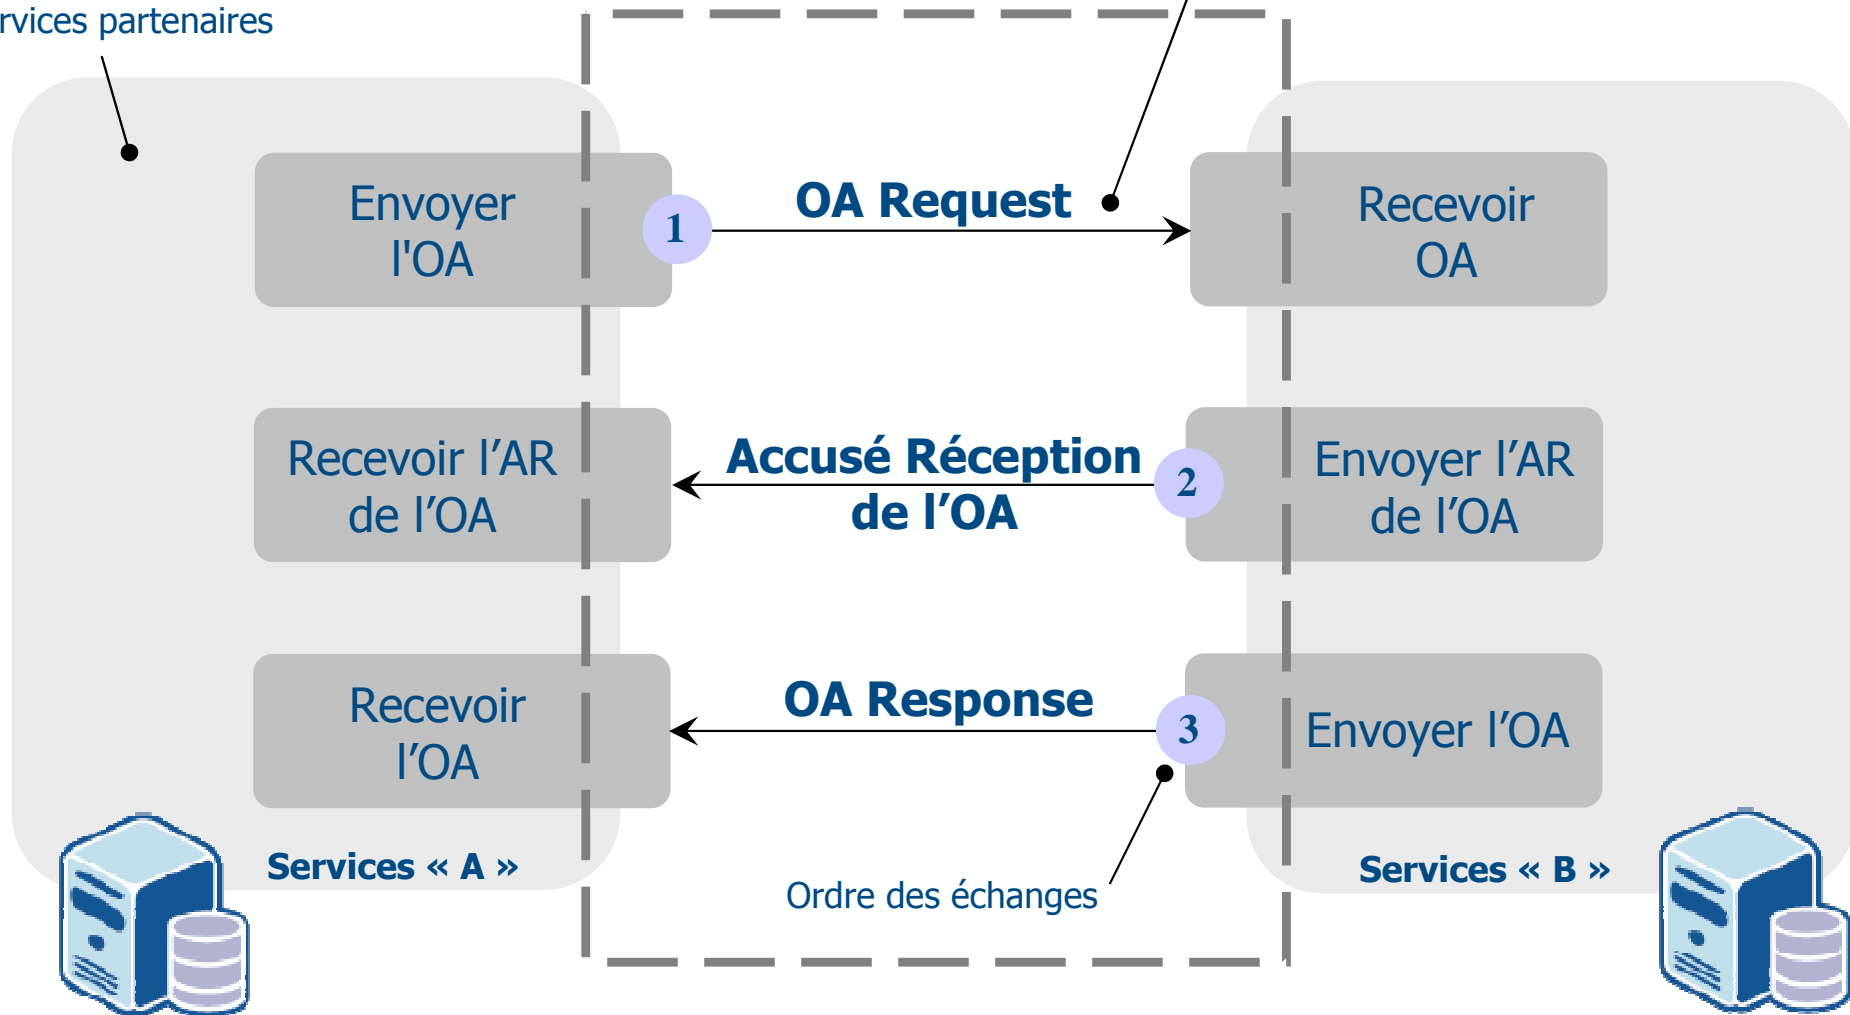 rvices partenaires
Envoyer
l'OA
1
OA Request
Recevoir
OA
Recevoir l’AR
de l’OA
Accusé Réception
de l’OA
2
Envoyer l’AR
de l’OA
Recevoir
l’OA
OA Response
3
Envoyer l’OA
Services « A »
Ordre des échanges
Services « B »